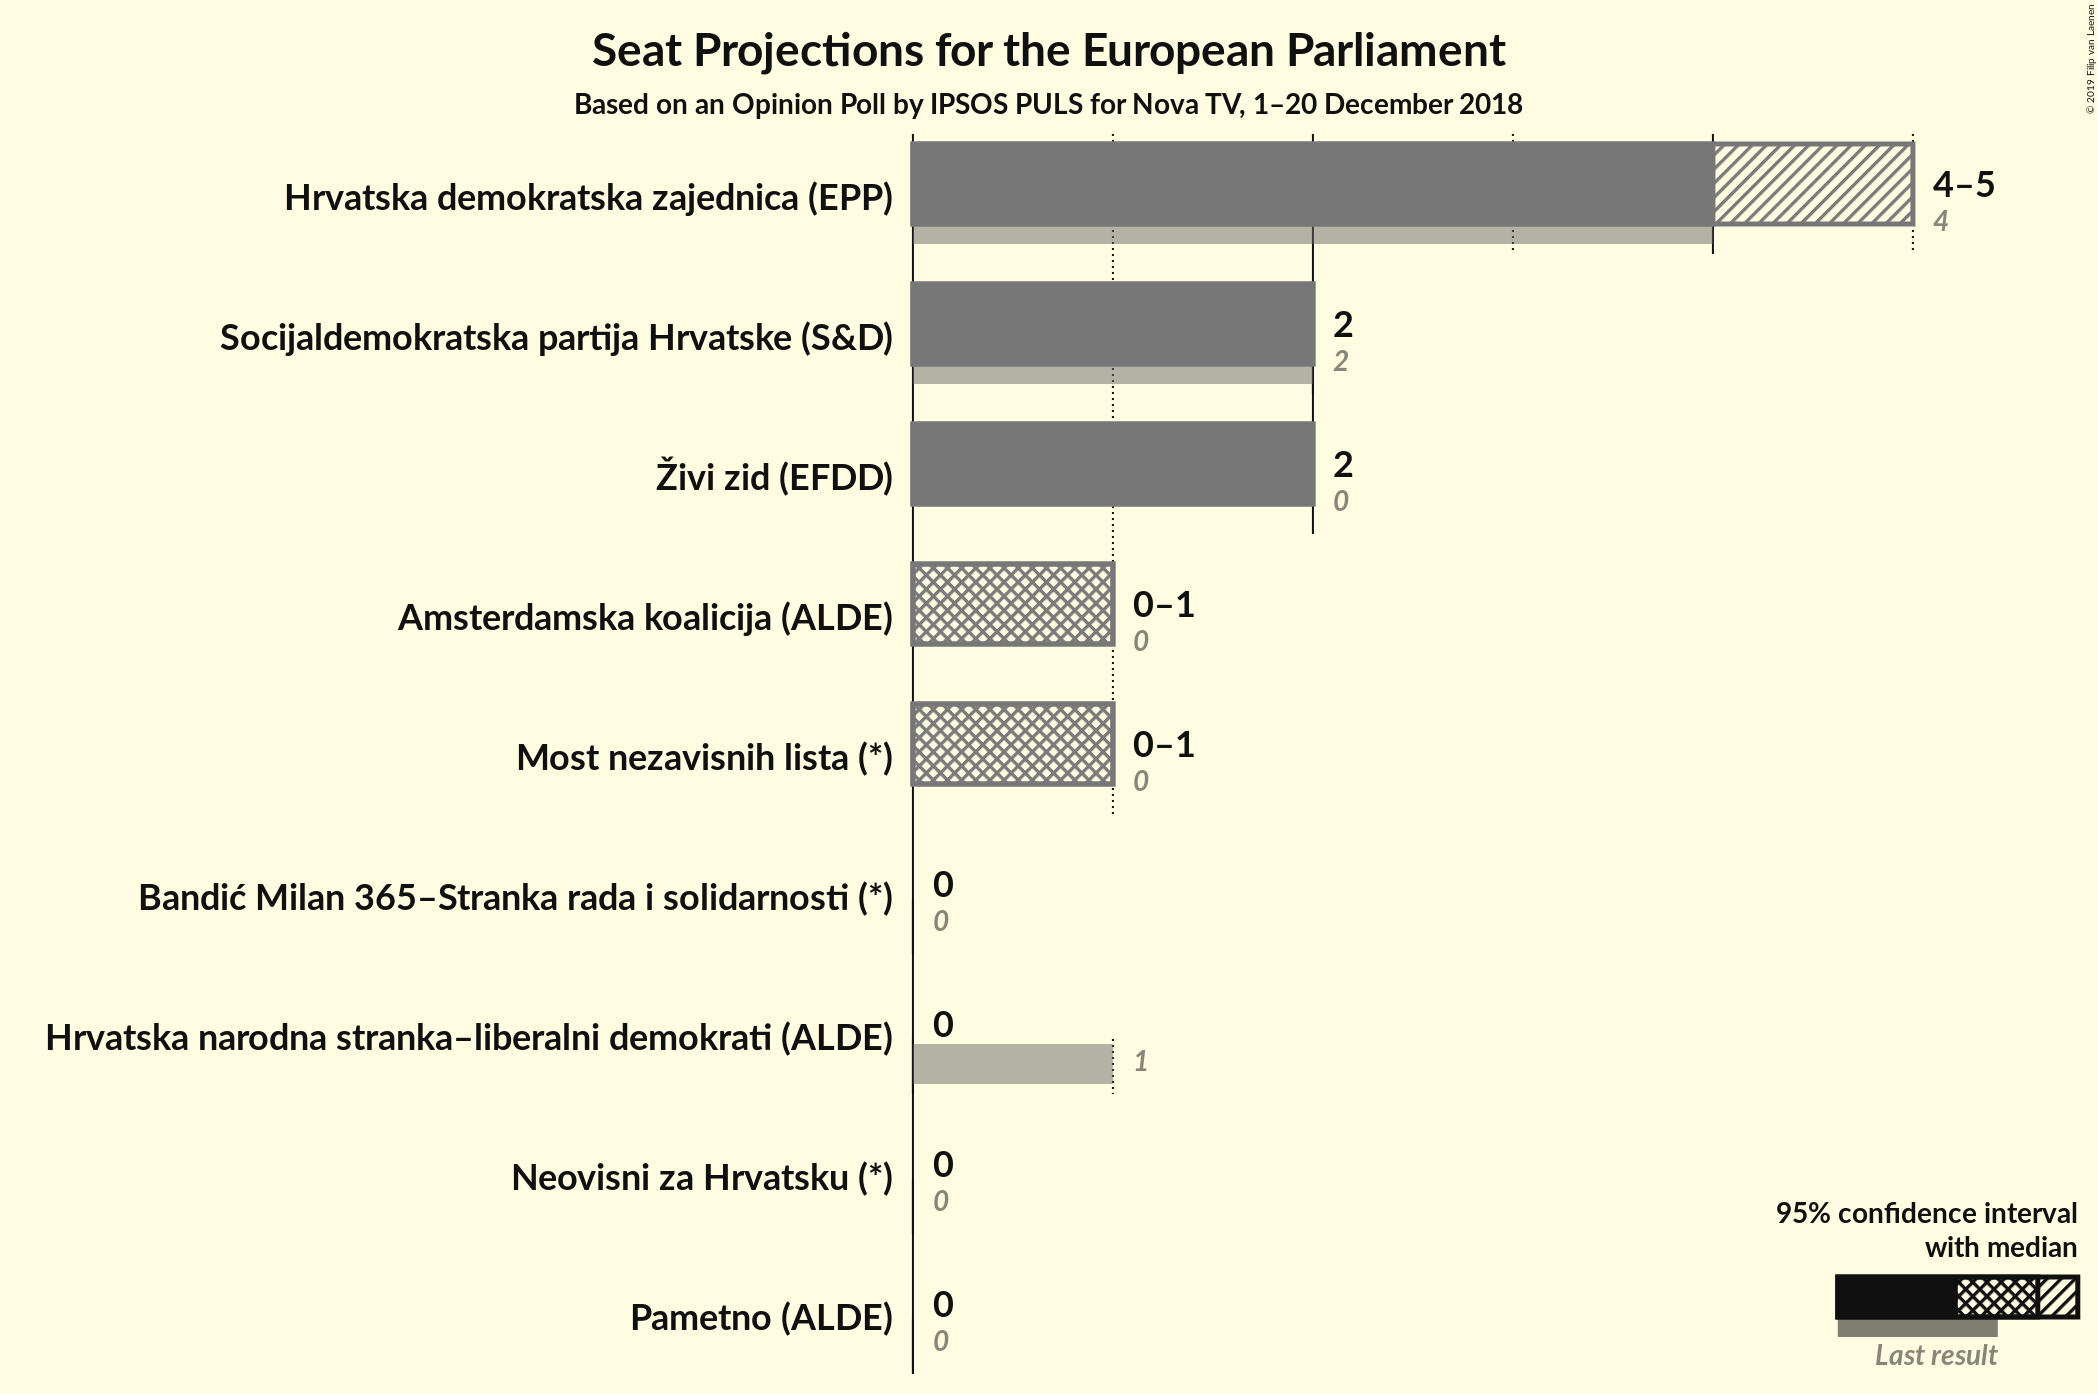 Seat Projections for the European Parliament
Based on an Opinion Poll by IPSOS PULS for Nova TV, 1–20 December 2018
© 2019 Filip van Laenen
Hrvatska demokratska zajednica (EPP)
4–5
4
Socijaldemokratska partija Hrvatske (S&D)
2
2
Živi zid (EFDD)
2
0
Amsterdamska koalicija (ALDE)
0–1
0
Most nezavisnih lista (*)
0–1
0
Bandić Milan 365–Stranka rada i solidarnosti (*)
0
0
Hrvatska narodna stranka–liberalni demokrati (ALDE)
0
1
Neovisni za Hrvatsku (*)
0
0
Pametno (ALDE)
0
0
95% confidence interval
with median
Last result